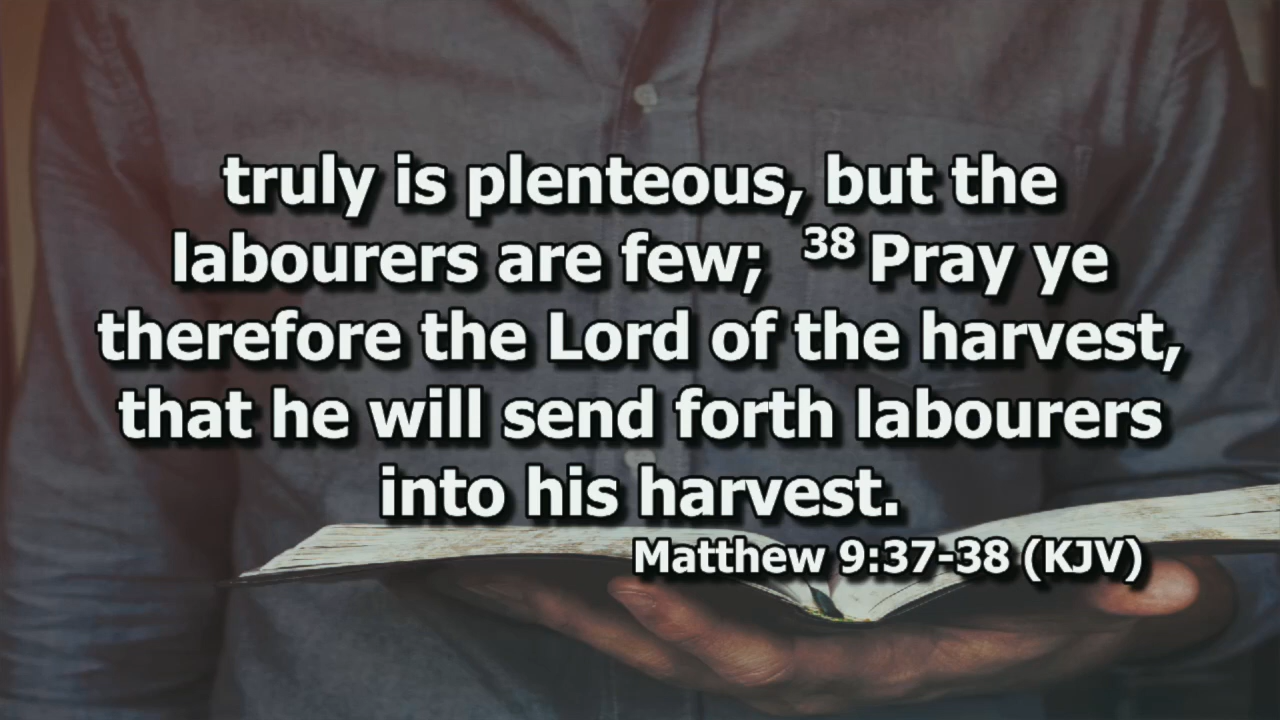 truly is plenteous, but the
labourers are few; 38 Pray ye
therefore the Lord of the harvest,
that he will send forth labourers
into his harvest.
Matthew 9:37-38 (KJV)